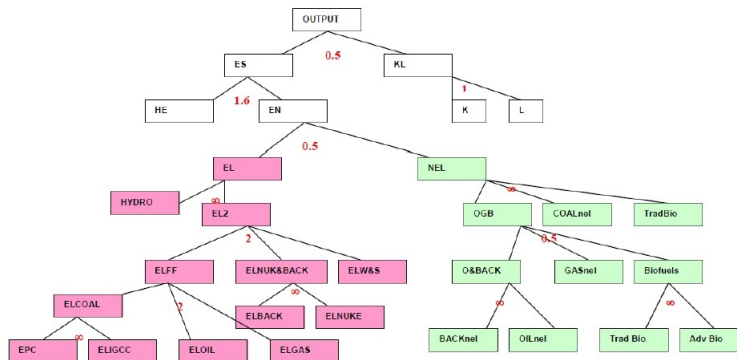 OUTPUT
ES
0.5
KL
HE
1.6
EN
1
K
L
0.5
EL
NEL
HYDRO
∞
EL2
∞
OGB
COALnel
TradBio
2
0.5
ELFF
ELNUK&BACK
ELW&S
O&BACK
GASnel
Biofuels
ELCOAL
2
∞
ELBACK
ELNUKE
∞
∞
∞
EPC
ELIGCC
ELOIL
ELGAS
BACKnel
OILnel
Trad Bio
Adv Bio